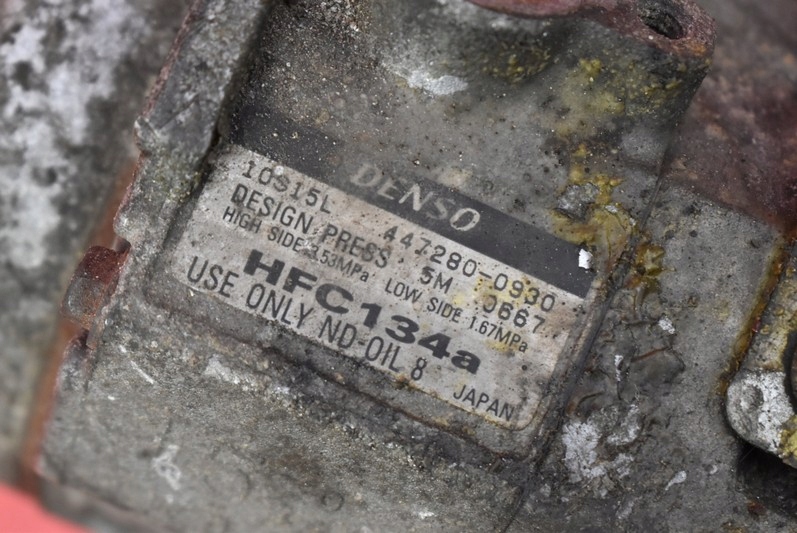 DENSO
10S15L 447280-0930
DESIGN PRESS 5M 0667
HIGH SIDE 3.53MPa LOW SIDE 1.67MPa
HFC134a
USE ONLY ND-OIL 8 JAPAN